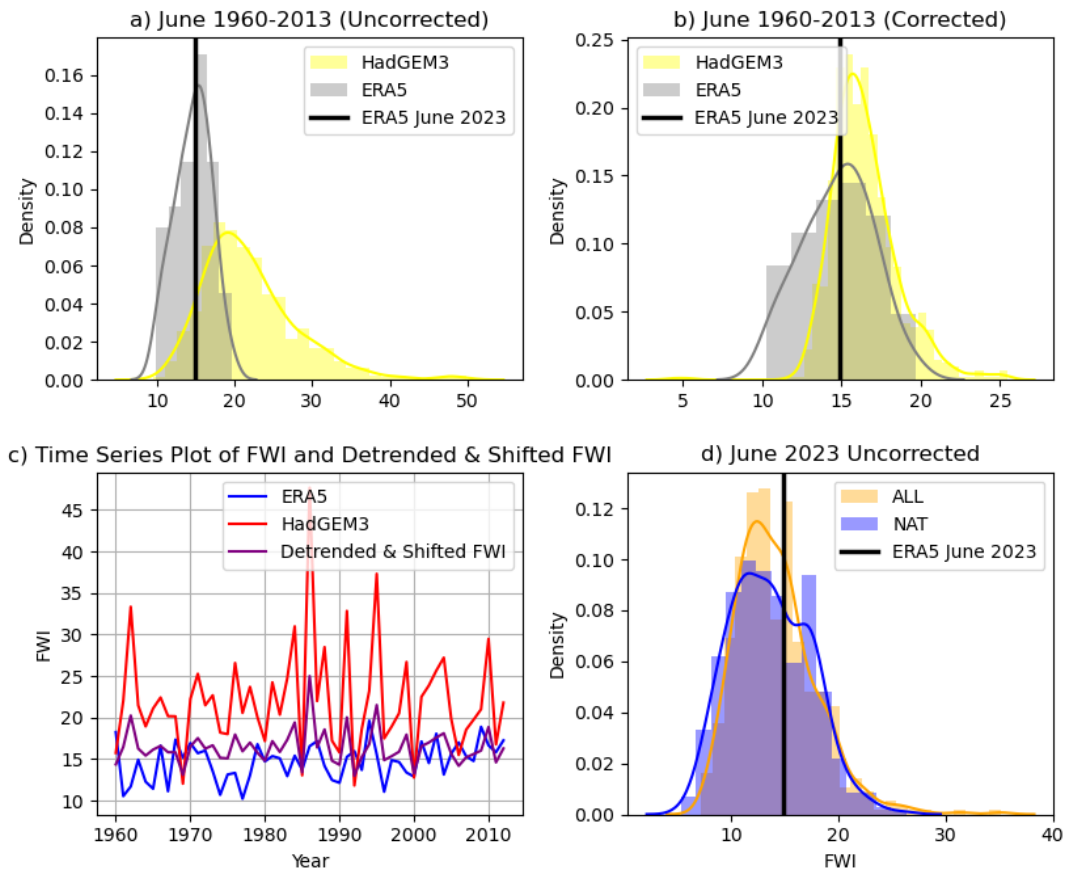 a) June 1960-2013 (Uncorrected)
HadGEM3
ERA5
ERA5 June 2023
0.16
0.14
0.12
0.10
0.08
0.06
0.04
0.02
0.00
Density
10
20
30
40
50
b) June 1960-2013 (Corrected)
HadGEM3
ERA5
ERA5 June 2023
0.25
0.20
0.15
0.10
0.05
0.00
Density
5
10
15
20
25
c) Time Series Plot of FWI and Detrended & Shifted FWI
ERA5
HadGEM3
Detrended & Shifted FWI
45
40
35
30
25
20
15
10
FWI
1960
1970
1980
1990
2000
2010
Year
d) June 2023 Uncorrected
ALL
NAT
ERA5 June 2023
0.12
0.10
0.08
0.06
0.04
0.02
0.00
Density
10
20
30
40
FWI